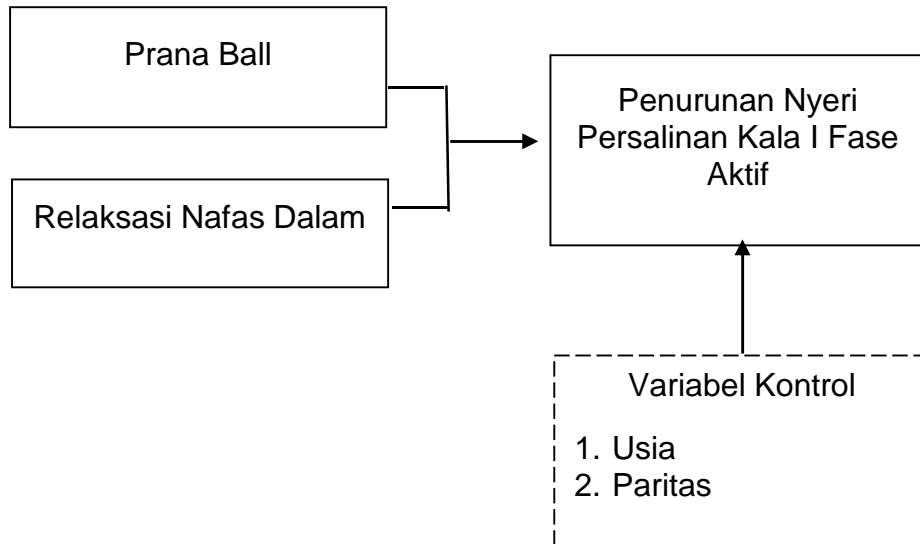 Prana Ball
Relaksasi Nafas Dalam
Penurunan Nyeri
Persalinan Kala I Fase
Aktif
Variabel Kontrol
1. Usia
2. Paritas